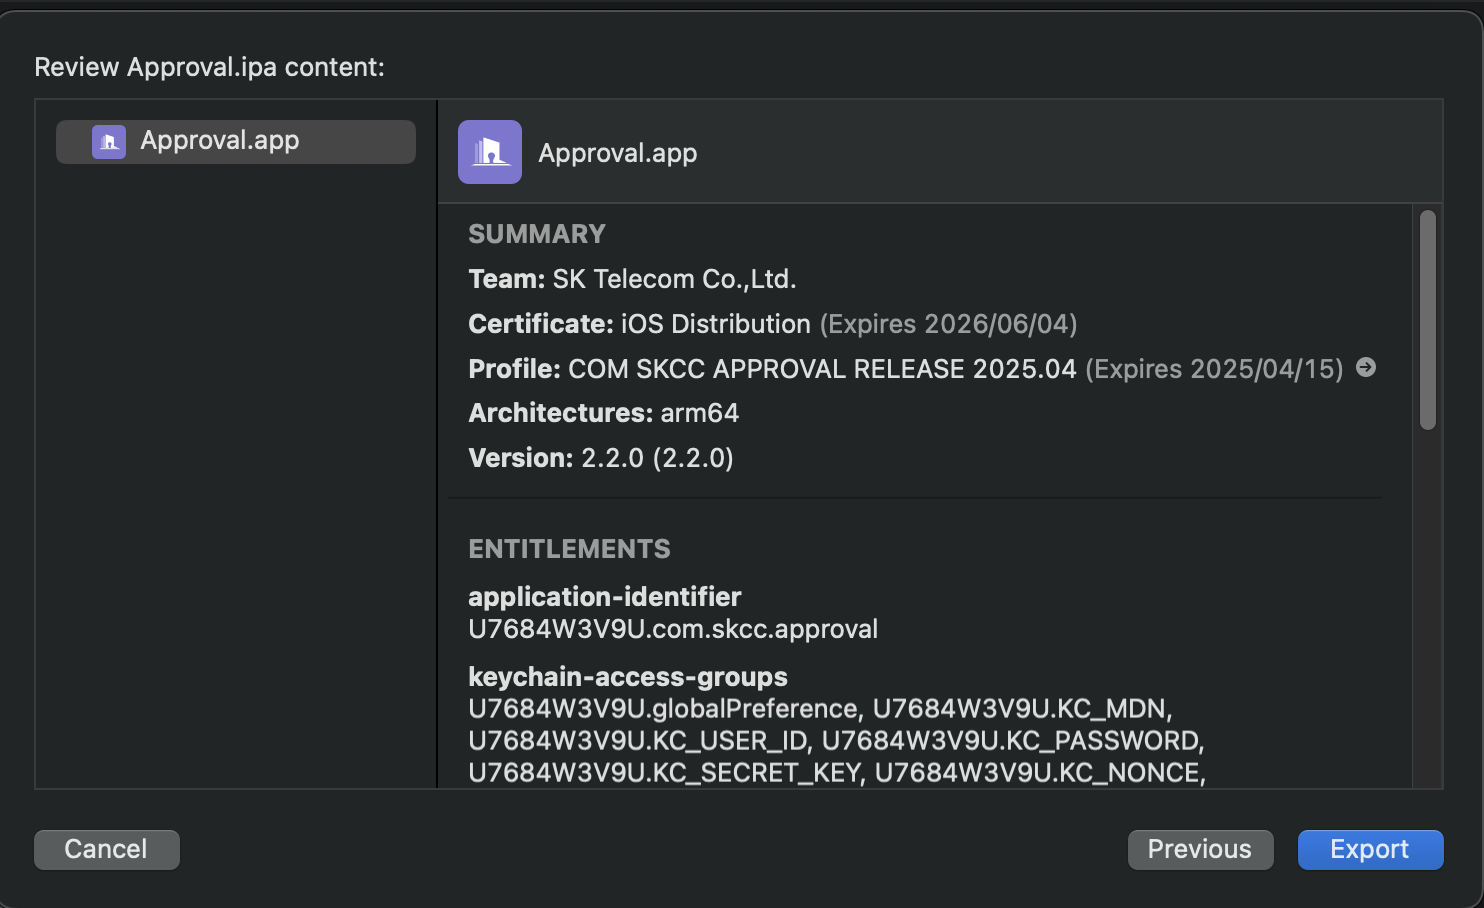 Review Approval.ipa content:
Approval.app
Approval.app
SUMMARY
Team: SK Telecom Co.,Ltd.
Certificate: iOS Distribution (Expires 2026/06/04)
Profile: COM SKCC APPROVAL RELEASE 2025.04 (Expires 2025/04/15)
Architectures: arm64
Version: 2.2.0 (2.2.0)
ENTITLEMENTS
application-identifier
U7684W3V9U.com.skcc.approval
keychain-access-groups
U7684W3V9U.globalPreference, U7684W3V9U.KC_MDN,
U7684W3V9U.KC_USER_ID, U7684W3V9U.KC_PASSWORD,
U7684W3V9U.KC_SECRET_KEY, U7684W3V9U.KC_NONCE,
Cancel
Previous
Export